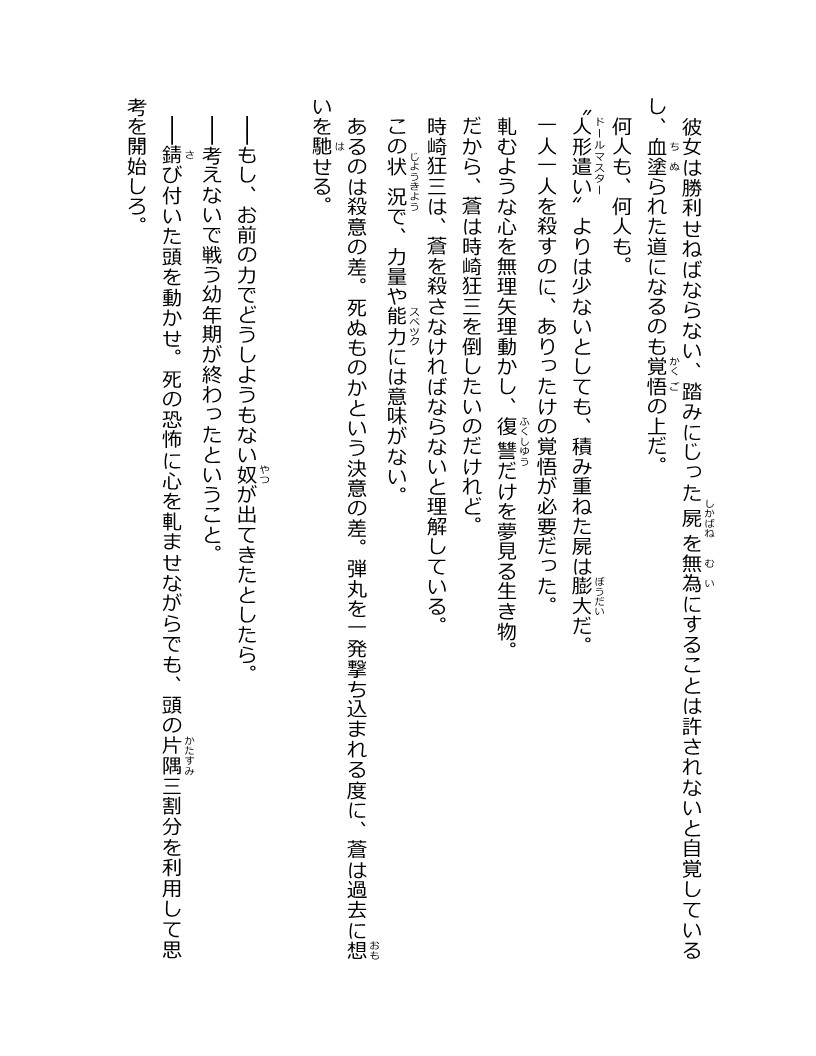 彼女は勝利せねばならない、踏みにじった屍を無為にすることは許されないと自覚している
し、血塗られた道になるのも覚悟の上だ。
何人も、何人も。
〝人形遣い〟よりは少ないとしても、積み重ねた屍は膨大だ。
一人一人を殺すのに、ありったけの覚悟が必要だった。
軋むような心を無理矢理動かし、復讐だけを夢見る生き物。
だから、蒼は時崎狂三を倒したいのだけれど。
時崎狂三は、蒼を殺さなければならないと理解している。
この状況で、力量や能力には意味がない。
あるのは殺意の差。死ぬものかという決意の差。弾丸を一発撃ち込まれる度に、蒼は過去に想
いを馳せる。
――もし、お前の力でどうしようもない奴が出てきたとしたら。
――考えないで戦う幼年期が終わったということ。
――錆び付いた頭を動かせ。死の恐怖に心を軋ませながらでも、頭の片隅三割分を利用して思
考を開始しろ。